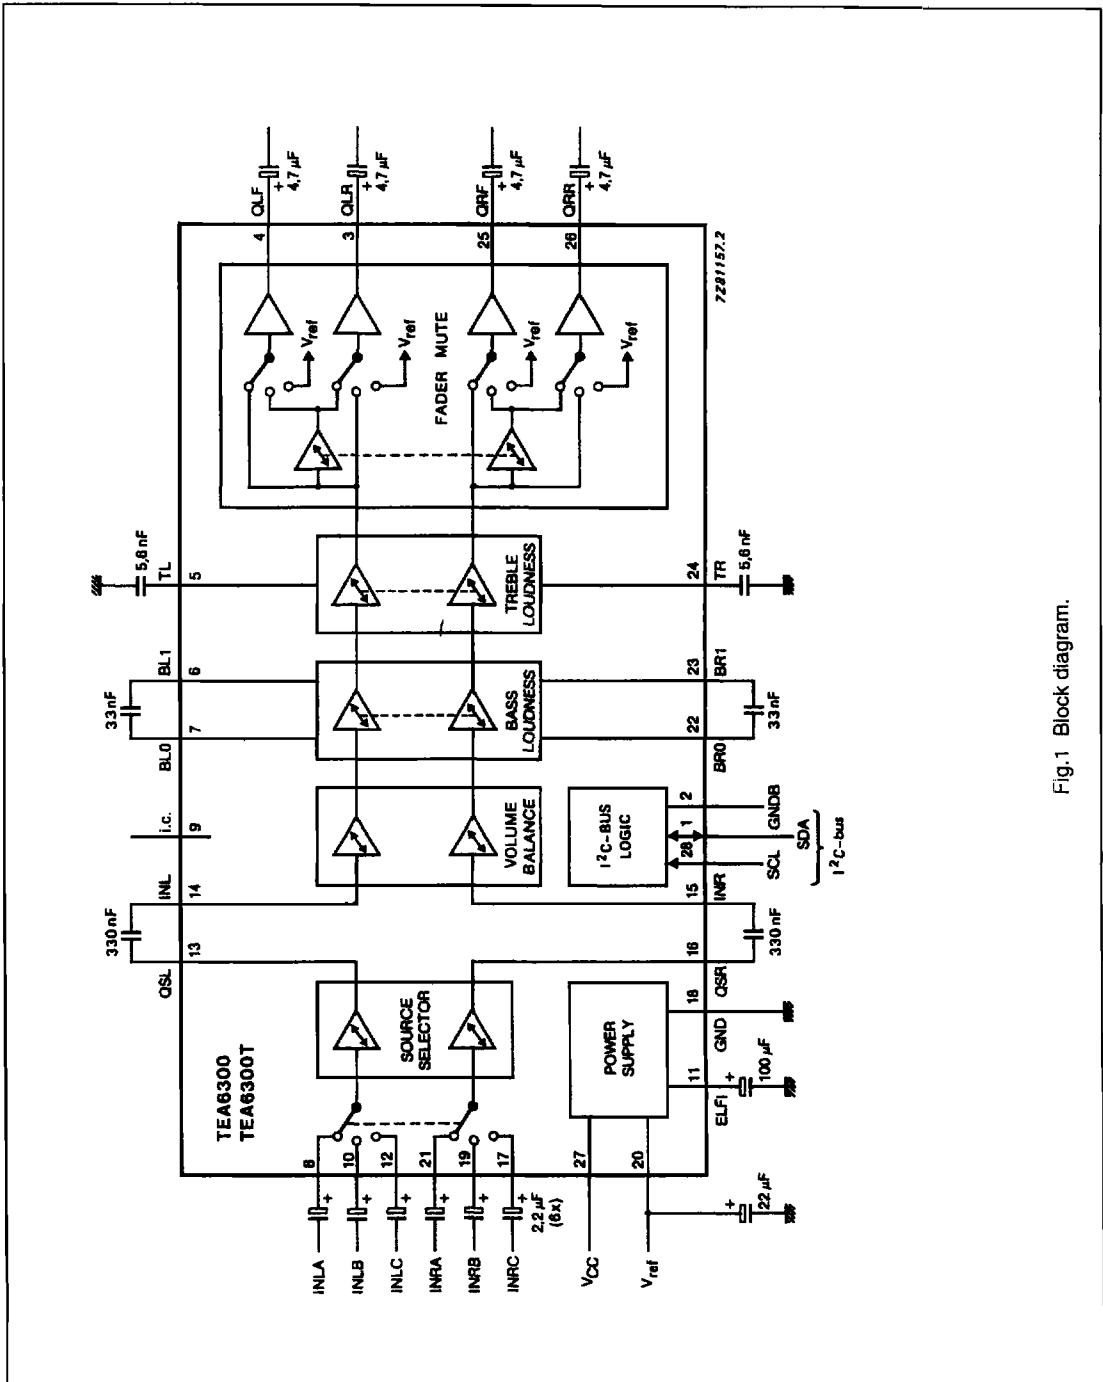 TEA6300
TEA6300T
INLA
INLB
INLC
INRA
INRB
INRC
2,2 µF
(6x)
8
10
12
21
19
17
VCC
27
Vref
20
22 µF
+
+
+
+
+
+
+
SOURCE
SELECTOR
POWER
SUPPLY
11
ELFI
+
100 µF
18
GND
QSL
13
330 nF
14
INL
QSR
16
330 nF
15
INR
i.c.
9
VOLUME
BALANCE
I²C-BUS
LOGIC
28
1
2
SCL
SDA
GNDB
I²C-bus
BL0
7
33 nF
6
BL1
BASS
LOUDNESS
22
BR0
33 nF
23
BR1
TL
5
5,6 nF
TREBLE
LOUDNESS
24
TR
5,6 nF
FADER MUTE
Vref
Vref
Vref
Vref
4
QLF
+
4,7 µF
3
QLR
+
4,7 µF
25
QRF
+
4,7 µF
26
QRR
+
4,7 µF
7Z81157.2
Fig.1 Block diagram.